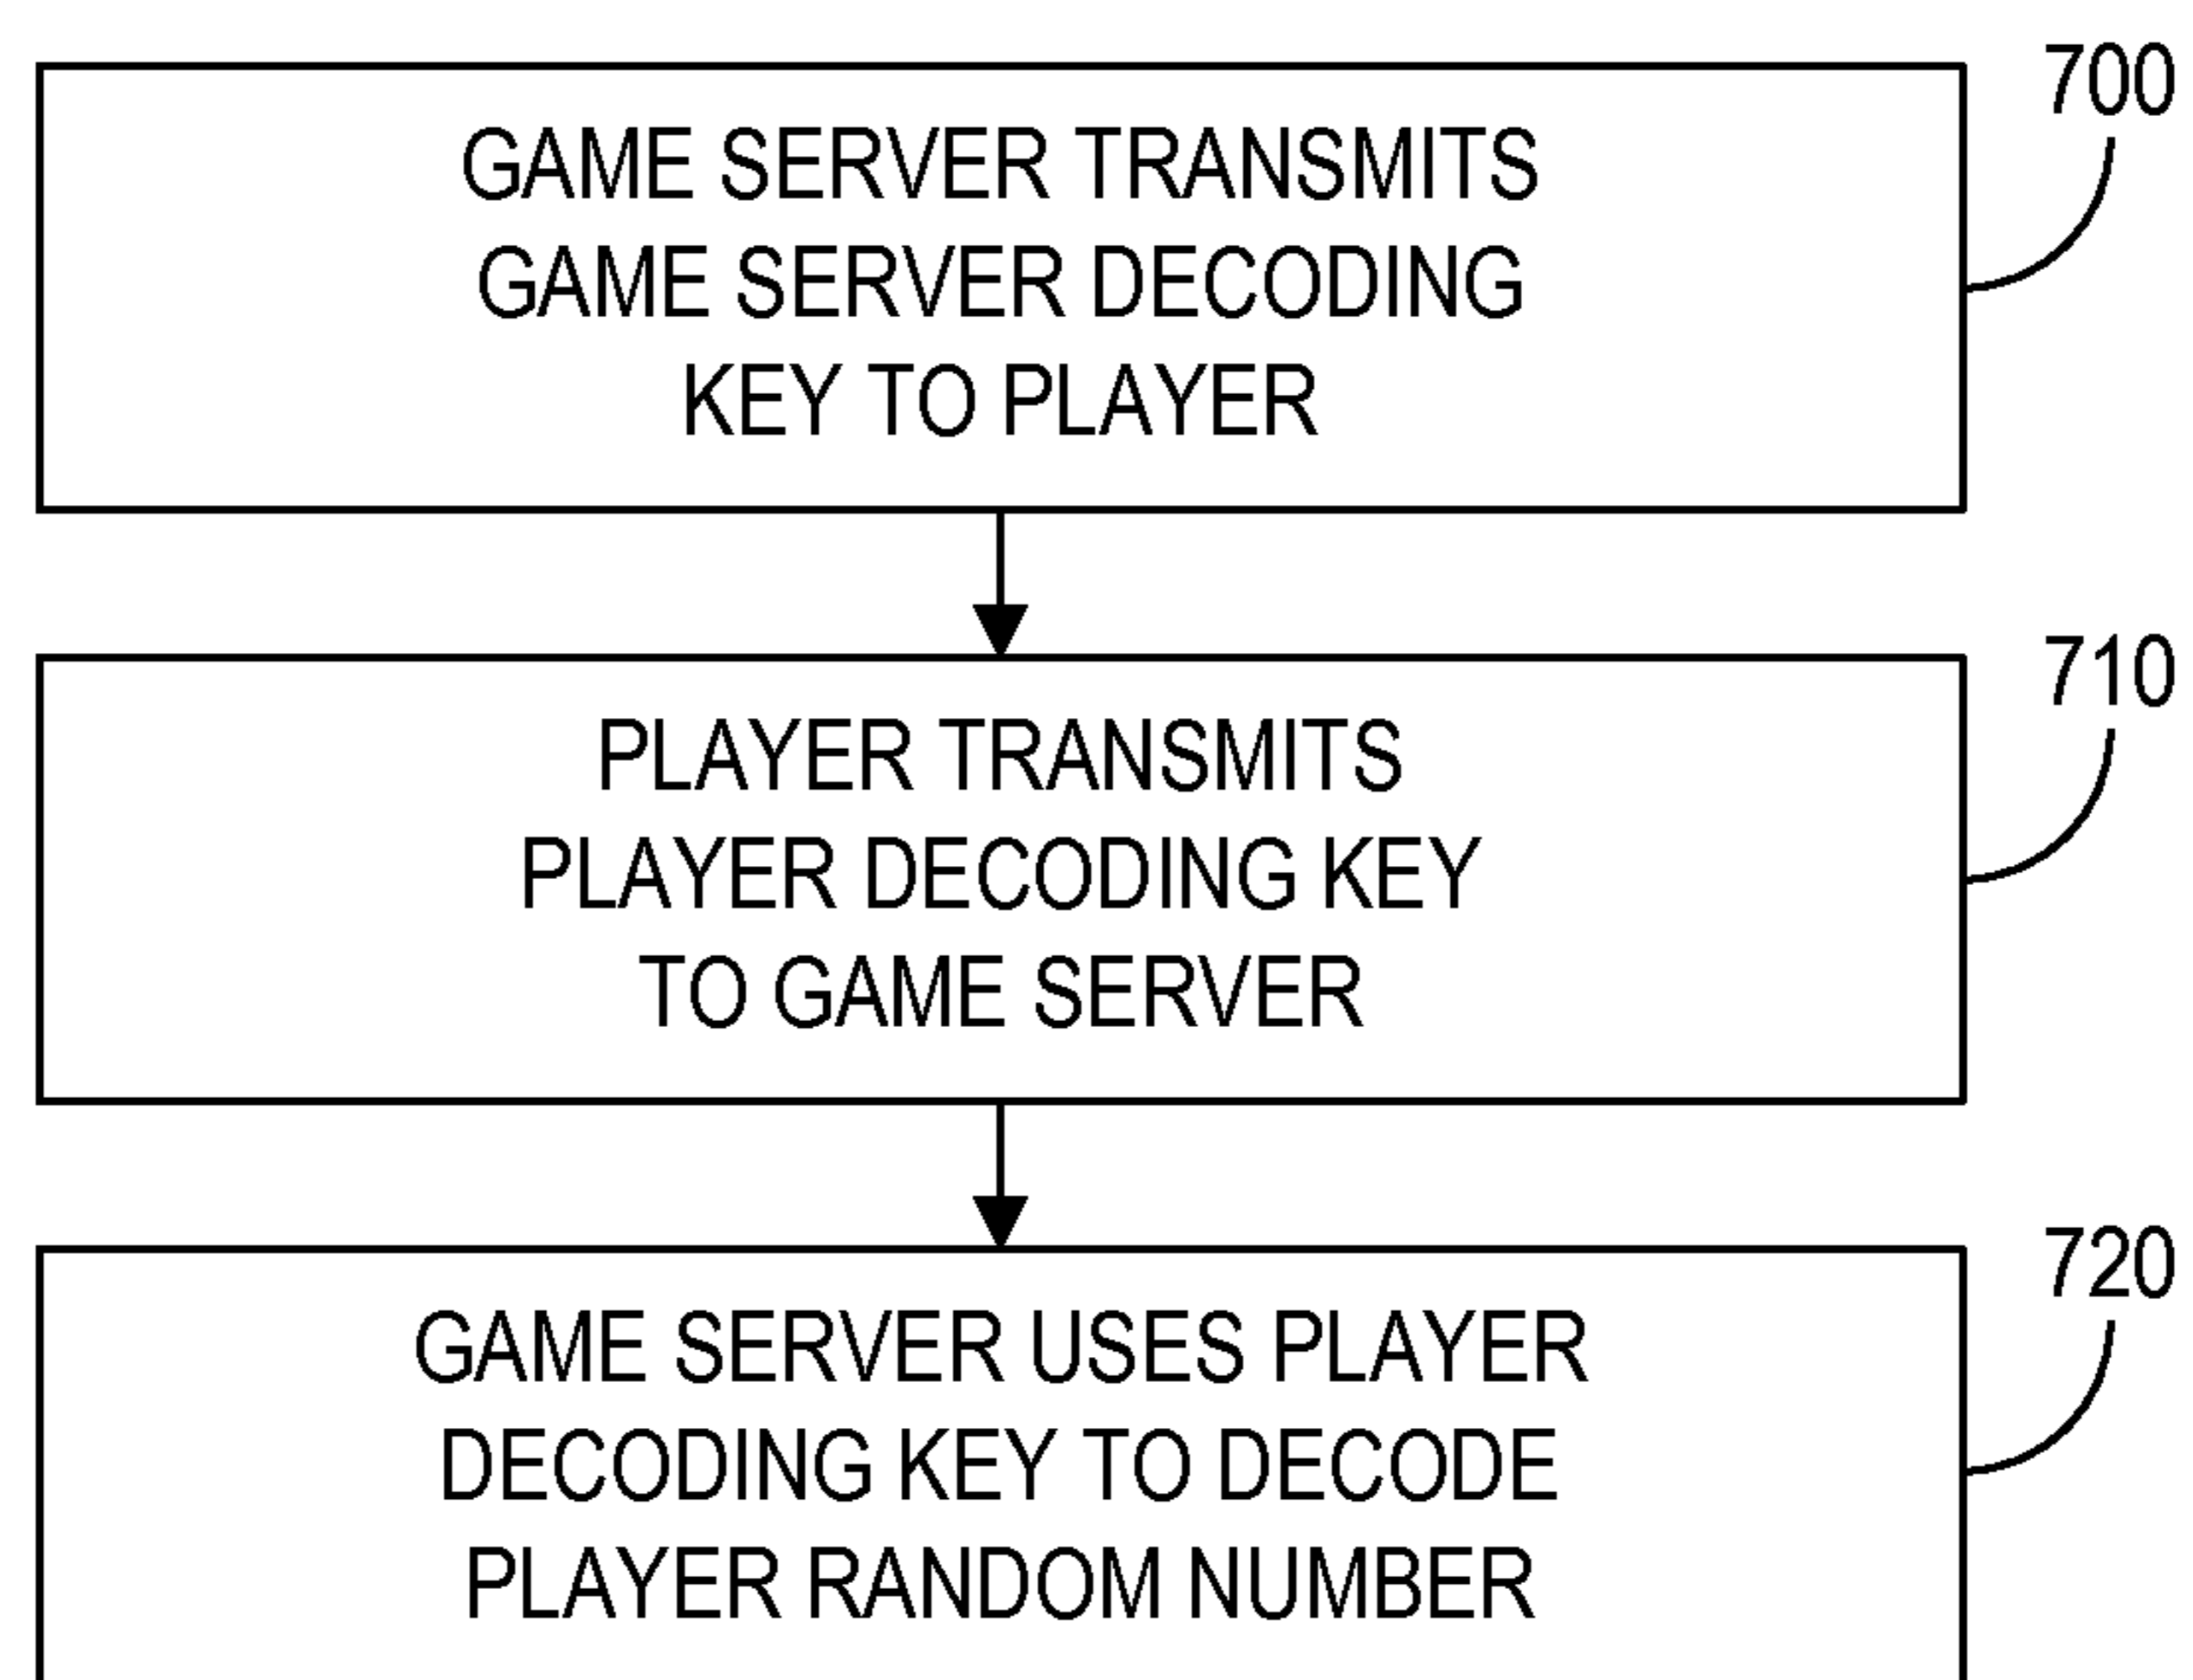 700
GAME SERVER TRANSMITS
GAME SERVER DECODING
KEY TO PLAYER
710
PLAYER TRANSMITS
PLAYER DECODING KEY
TO GAME SERVER
720
GAME SERVER USES PLAYER
DECODING KEY TO DECODE
PLAYER RANDOM NUMBER